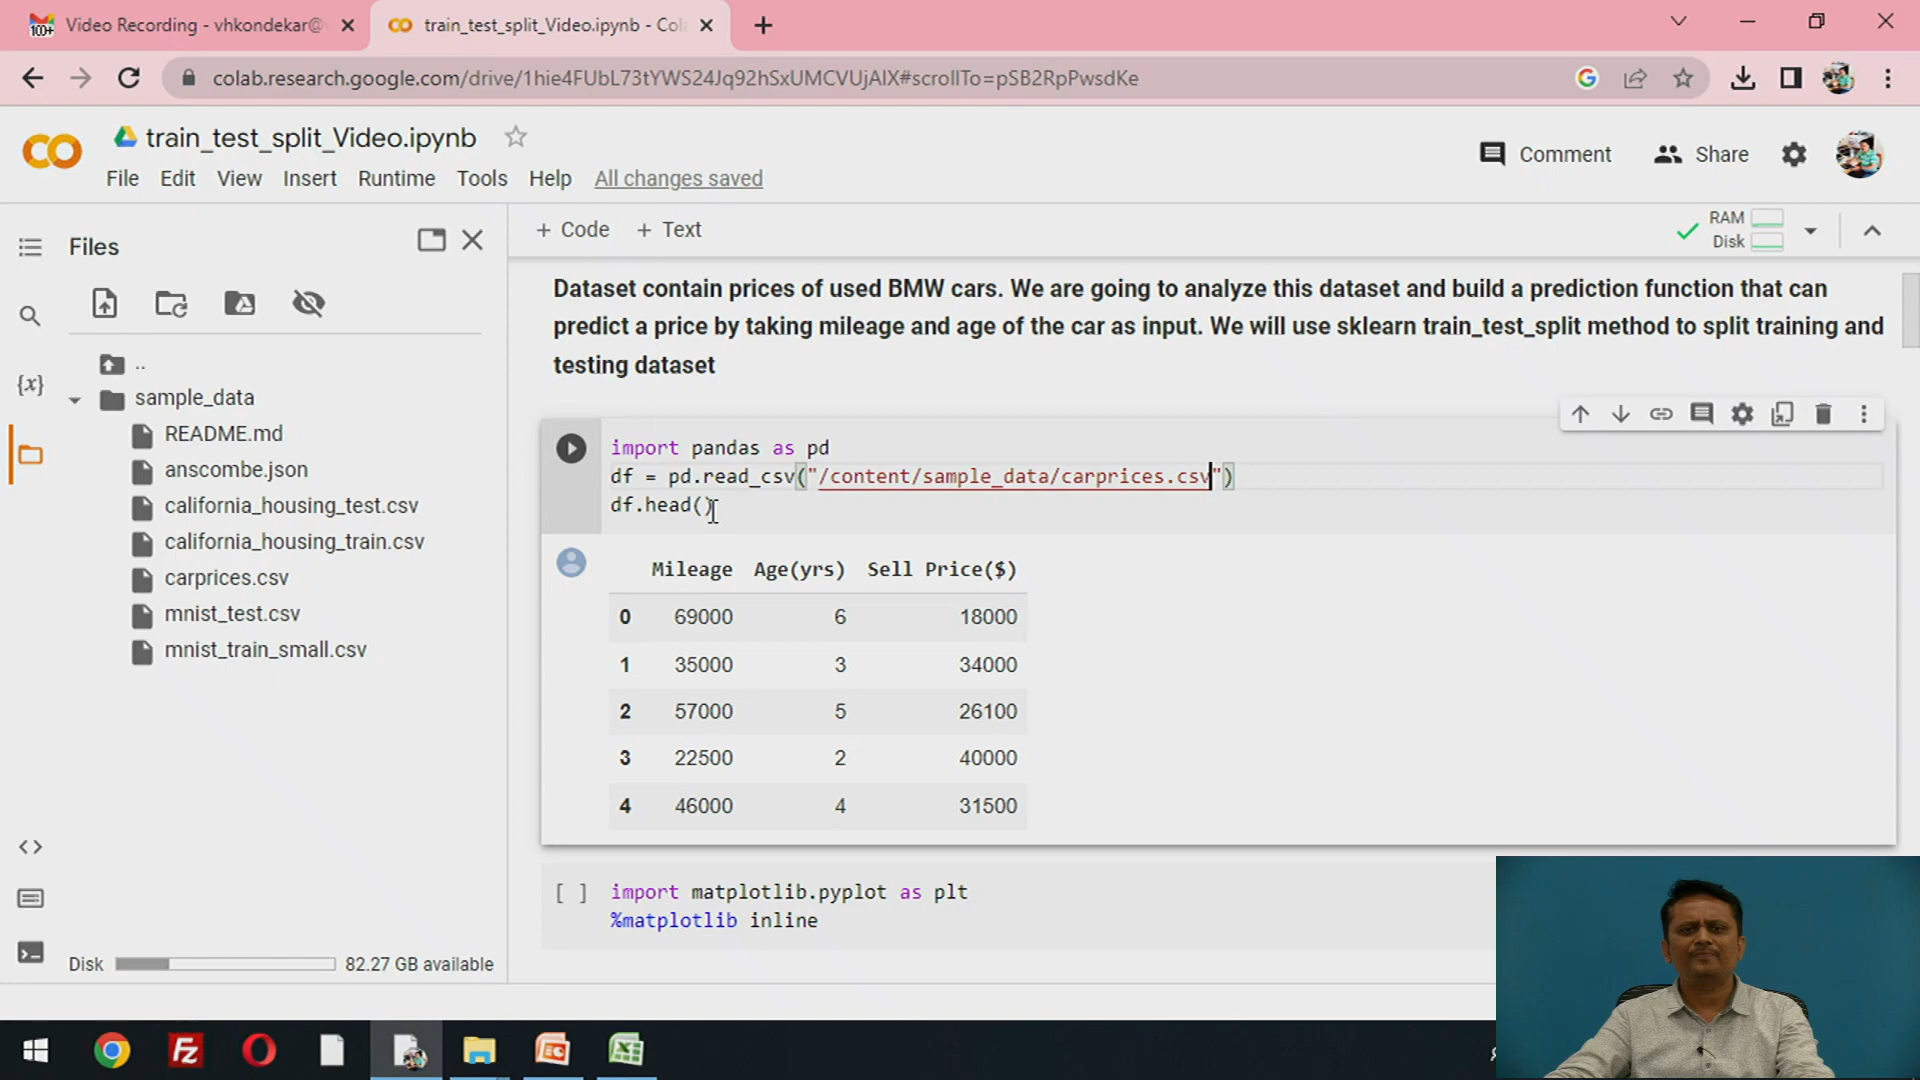 Video Recording - vhkondekar@
train_test_split_Video.ipynb - Col
colab.research.google.com/drive/1hie4FUbL73tYWS24Jq92hSxUMCVUjAIX#scrollTo=pSB2RpPwsdKe
train_test_split_Video.ipynb
Comment
Share
File Edit View Insert Runtime Tools Help All changes saved
Files
+ Code + Text
RAM
Disk
..
sample_data
README.md
anscombe.json
california_housing_test.csv
california_housing_train.csv
carprices.csv
mnist_test.csv
mnist_train_small.csv
Disk 82.27 GB available
Dataset contain prices of used BMW cars. We are going to analyze this dataset and build a prediction function that can
predict a price by taking mileage and age of the car as input. We will use sklearn train_test_split method to split training and
testing dataset
import pandas as pd
df = pd.read_csv("/content/sample_data/carprices.csv")
df.head()
Mileage Age(yrs) Sell Price($)
0 69000 6 18000
1 35000 3 34000
2 57000 5 26100
3 22500 2 40000
4 46000 4 31500
[ ] import matplotlib.pyplot as plt
%matplotlib inline